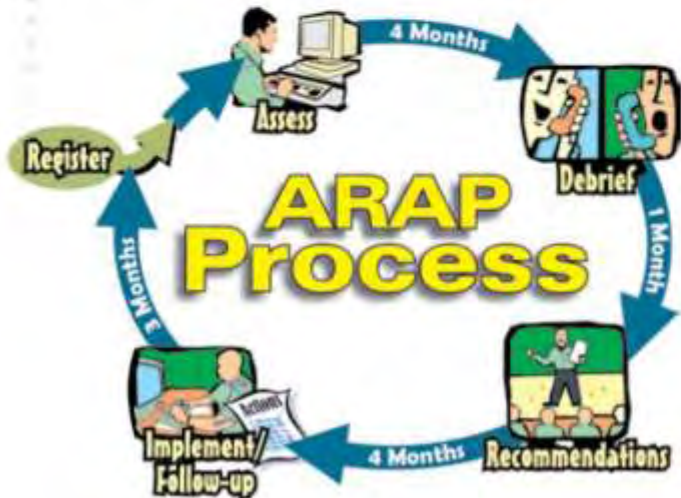 Register
Assess
4 Months
Debrief
1 Month
ARAP
Process
Recommendations
4 Months
Actions
Implement/
Follow-up
3 Months